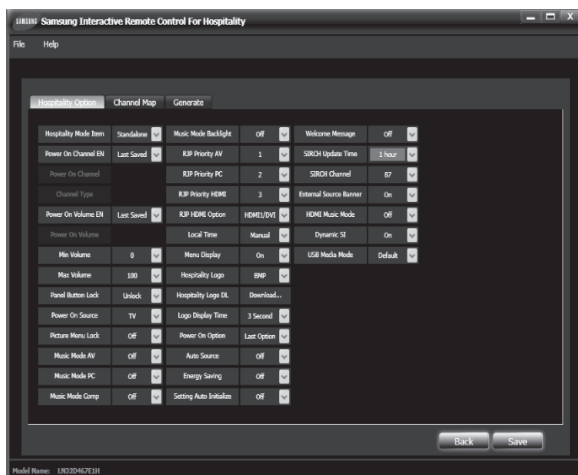 SAMSUNG Samsung Interactive Remote Control For Hospitality
File Help
Hospitality Option Channel Map Generate
Hospitality Mode Item Standalone Music Mode Backlight Off Welcome Message Off
Power On Channel EN Last Saved RJP Priority AV 1 SIRCH Update Time 1 hour
Power On Channel RJP Priority PC 2 SIRCH Channel 87
Channel Type RJP Priority HDMI 3 External Source Banner On
Power On Volume EN Last Saved RJP HDMI Option HDMI1/DVI HDMI Music Mode Off
Power On Volume Local Time Manual Dynamic SI On
Min Volume 0 Menu Display On USB Media Mode Default
Max Volume 100 Hospitality Logo BMP
Panel Button Lock Unlock Hospitality Logo DL Download...
Power On Source TV Logo Display Time 3 Second
Picture Menu Lock Off Power On Option Last Option
Music Mode AV Off Auto Source Off
Music Mode PC Off Energy Saving Off
Music Mode Comp Off Setting Auto Initialize Off
Back Save
Model Name: LN32D467E1H